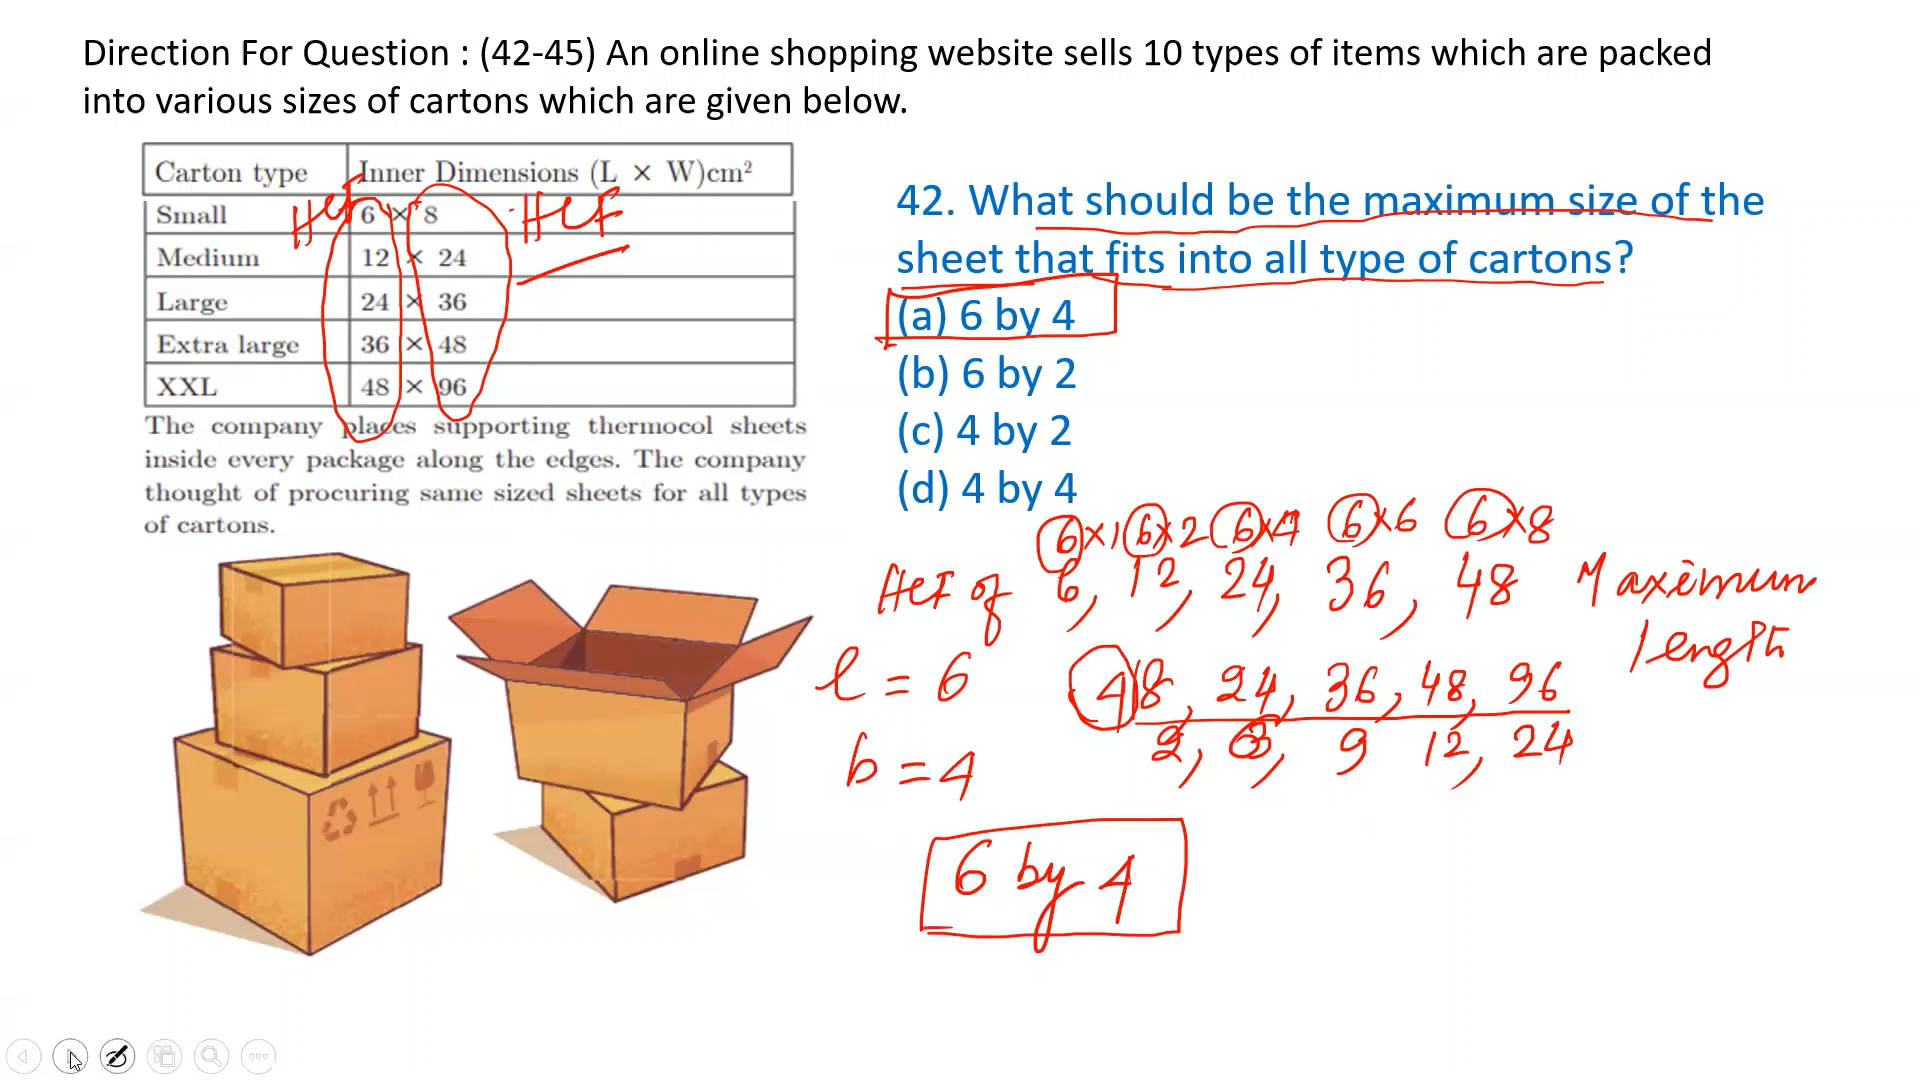 Direction For Question : (42-45) An online shopping website sells 10 types of items which are packed
into various sizes of cartons which are given below.
Carton type Inner Dimensions (L × W)cm²
Small 6 × 8
Medium 12 × 24
Large 24 × 36
Extra large 36 × 48
XXL 48 × 96
HCF
HCF
The company places supporting thermocol sheets
inside every package along the edges. The company
thought of procuring same sized sheets for all types
of cartons.
42. What should be the maximum size of the
sheet that fits into all type of cartons?
(a) 6 by 4
(b) 6 by 2
(c) 4 by 2
(d) 4 by 4
6×1 6×2 6×4 6×6 6×8
HCF of 6, 12, 24, 36, 48 Maximum
length
l = 6
4 8, 24, 36, 48, 96
2, 9 12, 24
b = 4
6 by 4